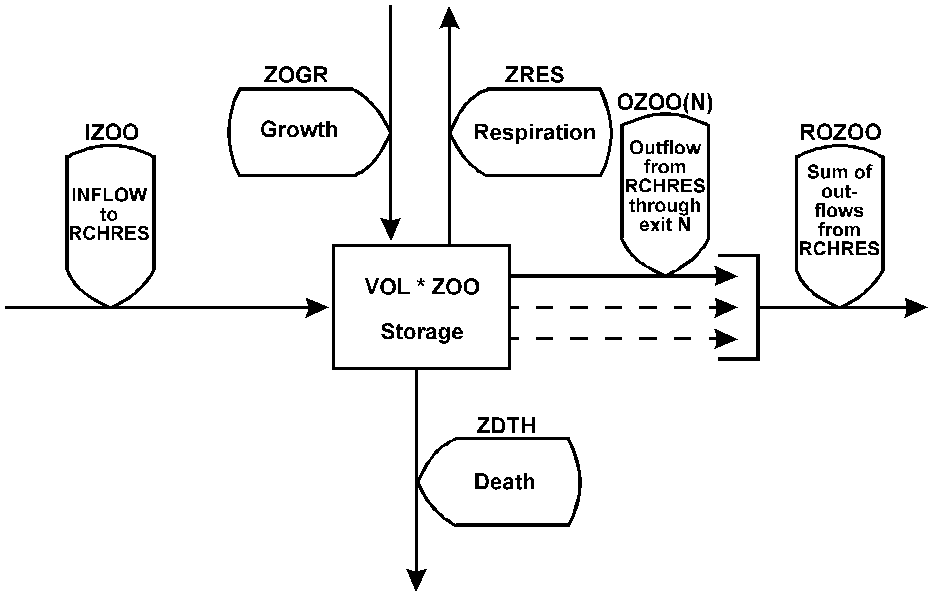 ZOGR
Growth
ZRES
Respiration
OZOO(N)
Outflow
from
RCHRES
through
exit N
ROZOO
Sum of
out-
flows
from
RCHRES
IZOO
INFLOW
to
RCHRES
VOL * ZOO
Storage
ZDTH
Death